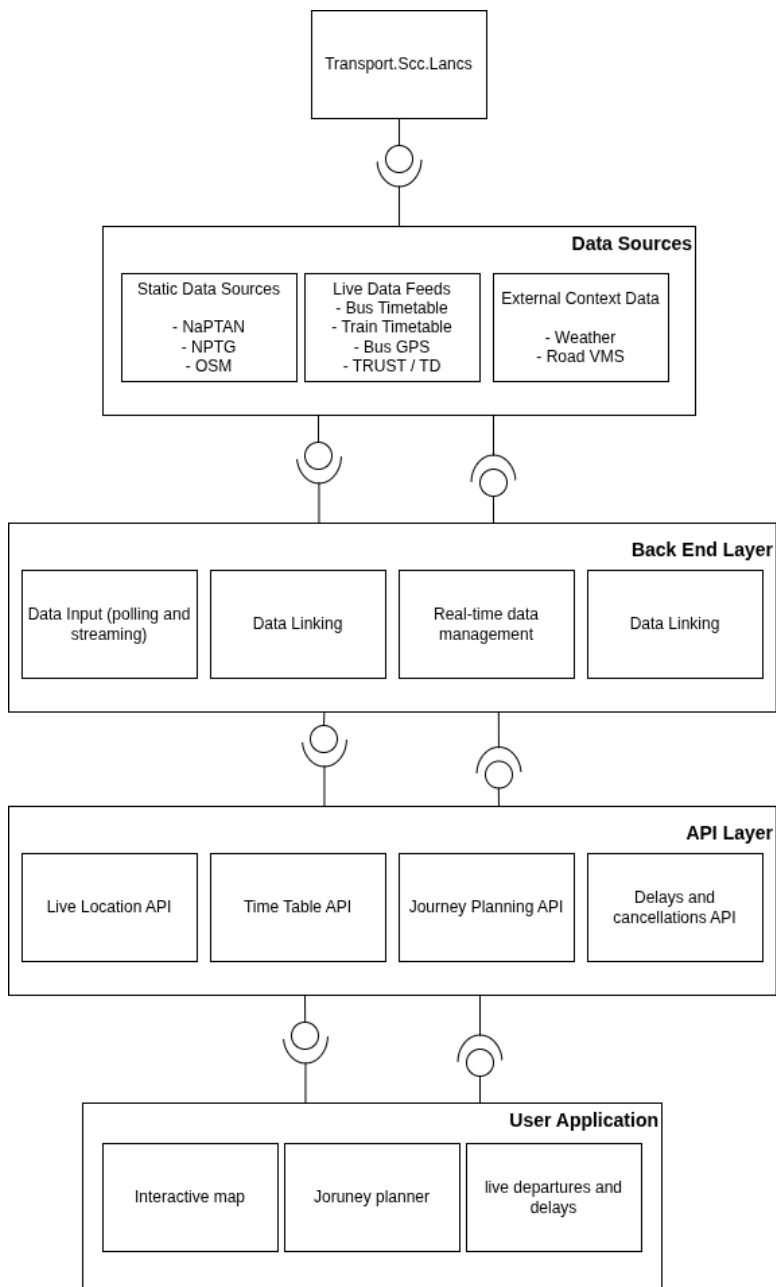 Transport.Scc.Lancs
Data Sources
Static Data Sources
- NaPTAN
- NPTG
- OSM
Live Data Feeds
- Bus Timetable
- Train Timetable
- Bus GPS
- TRUST / TD
External Context Data
- Weather
- Road VMS
Back End Layer
Data Input (polling and
streaming)
Data Linking
Real-time data
management
Data Linking
API Layer
Live Location API
Time Table API
Journey Planning API
Delays and
cancellations API
User Application
Interactive map
Joruney planner
live departures and
delays